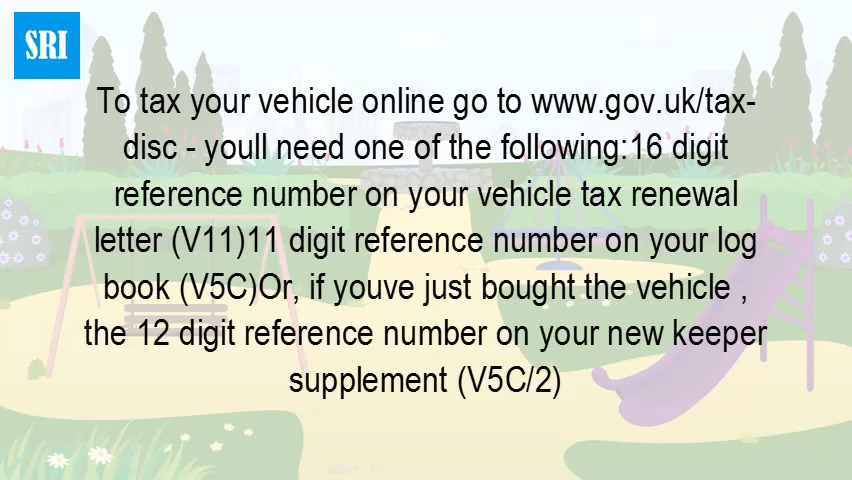 SRI
To tax your vehicle online go to www.gov.uk/tax-
disc - youll need one of the following:16 digit
reference number on your vehicle tax renewal
letter (V11)11 digit reference number on your log
book (V5C)Or, if youve just bought the vehicle ,
the 12 digit reference number on your new keeper
supplement (V5C/2)